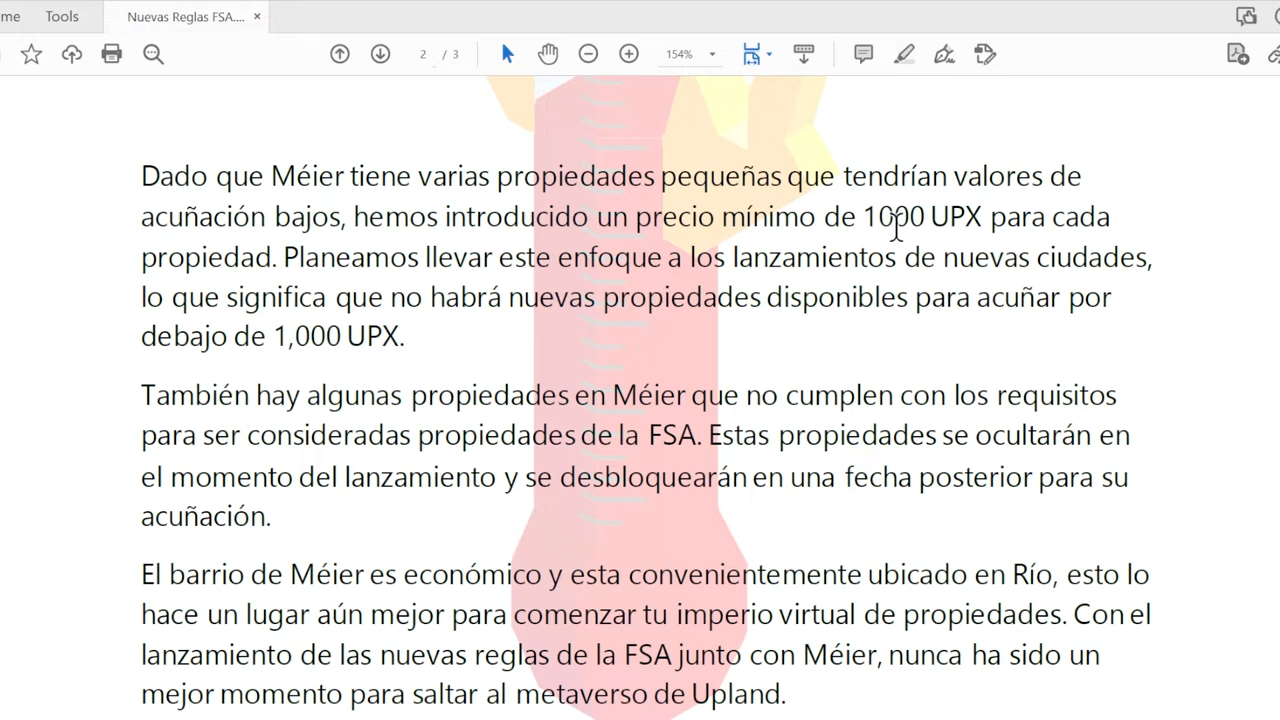 me Tools Nuevas Reglas FSA.... ×
2 / 3 154%
Dado que Méier tiene varias propiedades pequeñas que tendrían valores de
acuñación bajos, hemos introducido un precio mínimo de 1000 UPX para cada
propiedad. Planeamos llevar este enfoque a los lanzamientos de nuevas ciudades,
lo que significa que no habrá nuevas propiedades disponibles para acuñar por
debajo de 1,000 UPX.
También hay algunas propiedades en Méier que no cumplen con los requisitos
para ser consideradas propiedades de la FSA. Estas propiedades se ocultarán en
el momento del lanzamiento y se desbloquearán en una fecha posterior para su
acuñación.
El barrio de Méier es económico y esta convenientemente ubicado en Río, esto lo
hace un lugar aún mejor para comenzar tu imperio virtual de propiedades. Con el
lanzamiento de las nuevas reglas de la FSA junto con Méier, nunca ha sido un
mejor momento para saltar al metaverso de Upland.